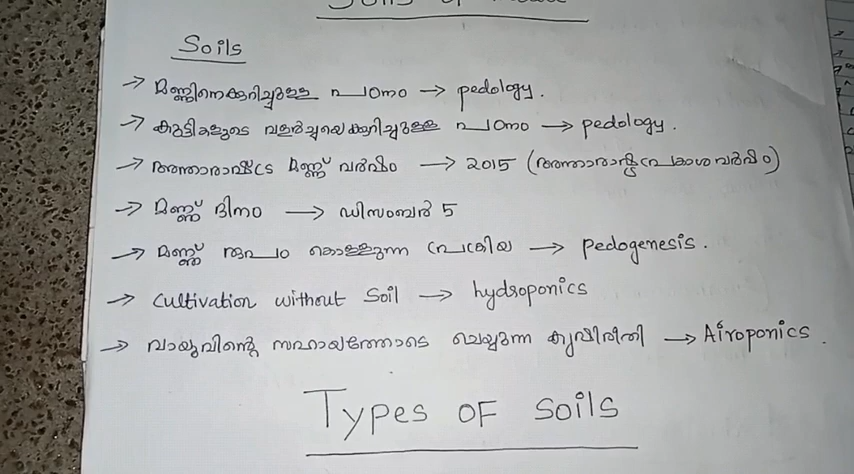 Soils
→ മണ്ണിനെക്കുറിച്ചുള്ള പഠനം → pedology.
→ കുട്ടികളുടെ വളർച്ചയെക്കുറിച്ചുള്ള പഠനം → pedology.
→ അന്താരാഷ്ട്ര മണ്ണ് വർഷം → 2015 (അന്താരാഷ്ട്ര പ്രകാശവർഷം)
→ മണ്ണ് ദിനം → ഡിസംബർ 5
→ മണ്ണ് രൂപം കൊള്ളുന്ന പ്രക്രിയ → pedogenesis.
→ Cultivation without Soil → hydroponics
→ വായുവിന്റെ സഹായത്തോടെ ചെയ്യുന്ന കൃഷിരീതി → Airoponics.
Types OF Soils